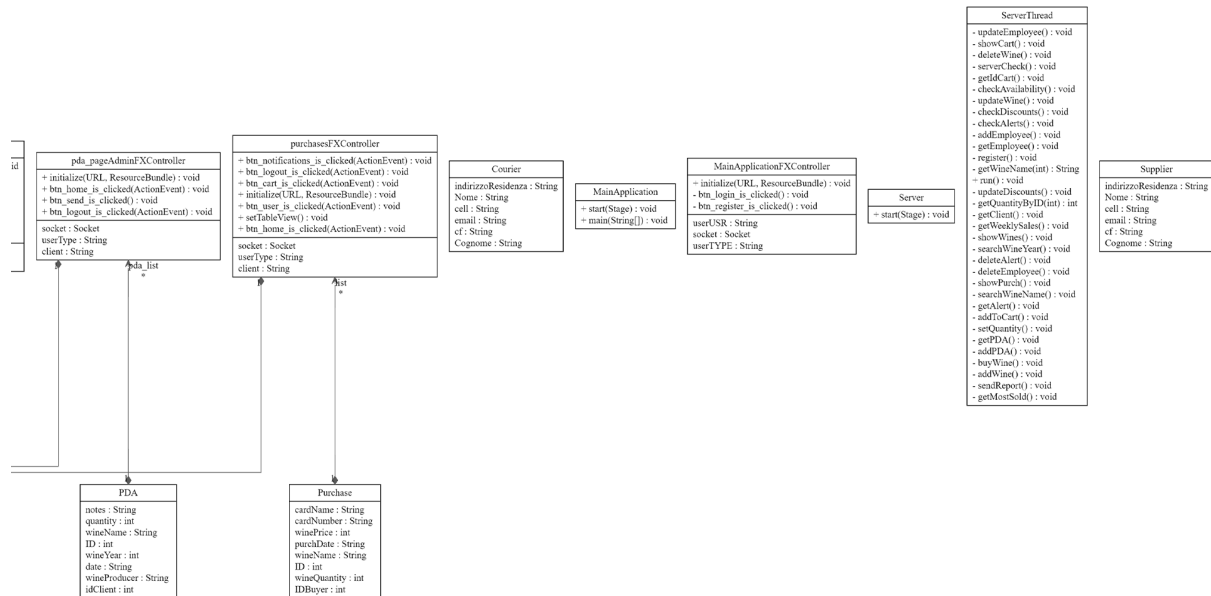 id
pda_pageAdminFXController
+ initialize(URL, ResourceBundle) : void
+ btn_home_is_clicked(ActionEvent) : void
+ btn_send_is_clicked() : void
+ btn_logout_is_clicked(ActionEvent) : void
socket : Socket
userType : String
client : String
pda_list
*
purchasesFXController
+ btn_notifications_is_clicked(ActionEvent) : void
+ btn_logout_is_clicked(ActionEvent) : void
+ btn_cart_is_clicked(ActionEvent) : void
+ initialize(URL, ResourceBundle) : void
+ btn_user_is_clicked(ActionEvent) : void
+ setTableView() : void
+ btn_home_is_clicked(ActionEvent) : void
socket : Socket
userType : String
client : String
list
*
Courier
indirizzoResidenza : String
Nome : String
cell : String
email : String
cf : String
Cognome : String
MainApplication
+ start(Stage) : void
+ main(String[]) : void
MainApplicationFXController
+ initialize(URL, ResourceBundle) : void
- btn_login_is_clicked() : void
- btn_register_is_clicked() : void
userUSR : String
socket : Socket
userTYPE : String
Server
+ start(Stage) : void
ServerThread
- updateEmployee() : void
- showCart() : void
- deleteWine() : void
- serverCheck() : void
- getIdCart() : void
- checkAvailability() : void
- updateWine() : void
- checkDiscounts() : void
- checkAlerts() : void
- addEmployee() : void
- getEmployee() : void
- register() : void
- getWineName(int) : String
+ run() : void
- updateDiscounts() : void
- getQuantityByID(int) : int
- getClient() : void
- getWeeklySales() : void
- showWines() : void
- searchWineYear() : void
- deleteAlert() : void
- deleteEmployee() : void
- showPurch() : void
- searchWineName() : void
- getAlert() : void
- addToCart() : void
- setQuantity() : void
- getPDA() : void
- addPDA() : void
- buyWine() : void
- addWine() : void
- sendReport() : void
- getMostSold() : void
Supplier
indirizzoResidenza : String
Nome : String
cell : String
email : String
cf : String
Cognome : String
PDA
notes : String
quantity : int
wineName : String
ID : int
wineYear : int
date : String
wineProducer : String
idClient : int
Purchase
cardName : String
cardNumber : String
winePrice : int
purchDate : String
wineName : String
ID : int
wineQuantity : int
IDBuyer : int